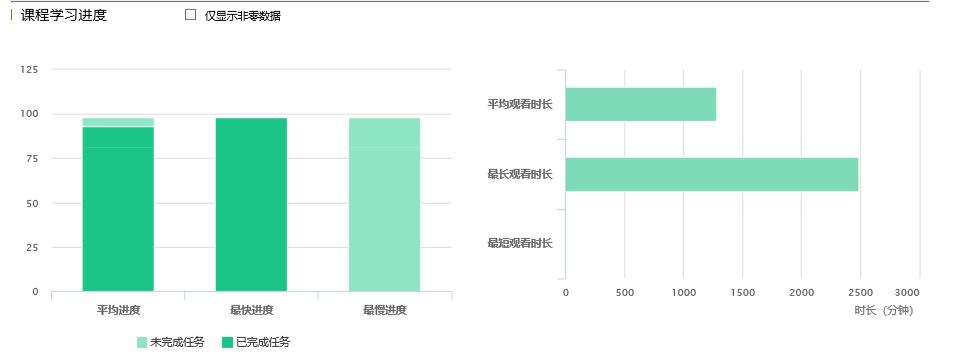 课程学习进度
仅显示非零数据
125
100
75
50
25
0
平均进度 最快进度 最慢进度
未完成任务 已完成任务
平均观看时长
最长观看时长
最短观看时长
0 500 1000 1500 2000 2500 3000
时长（分钟）